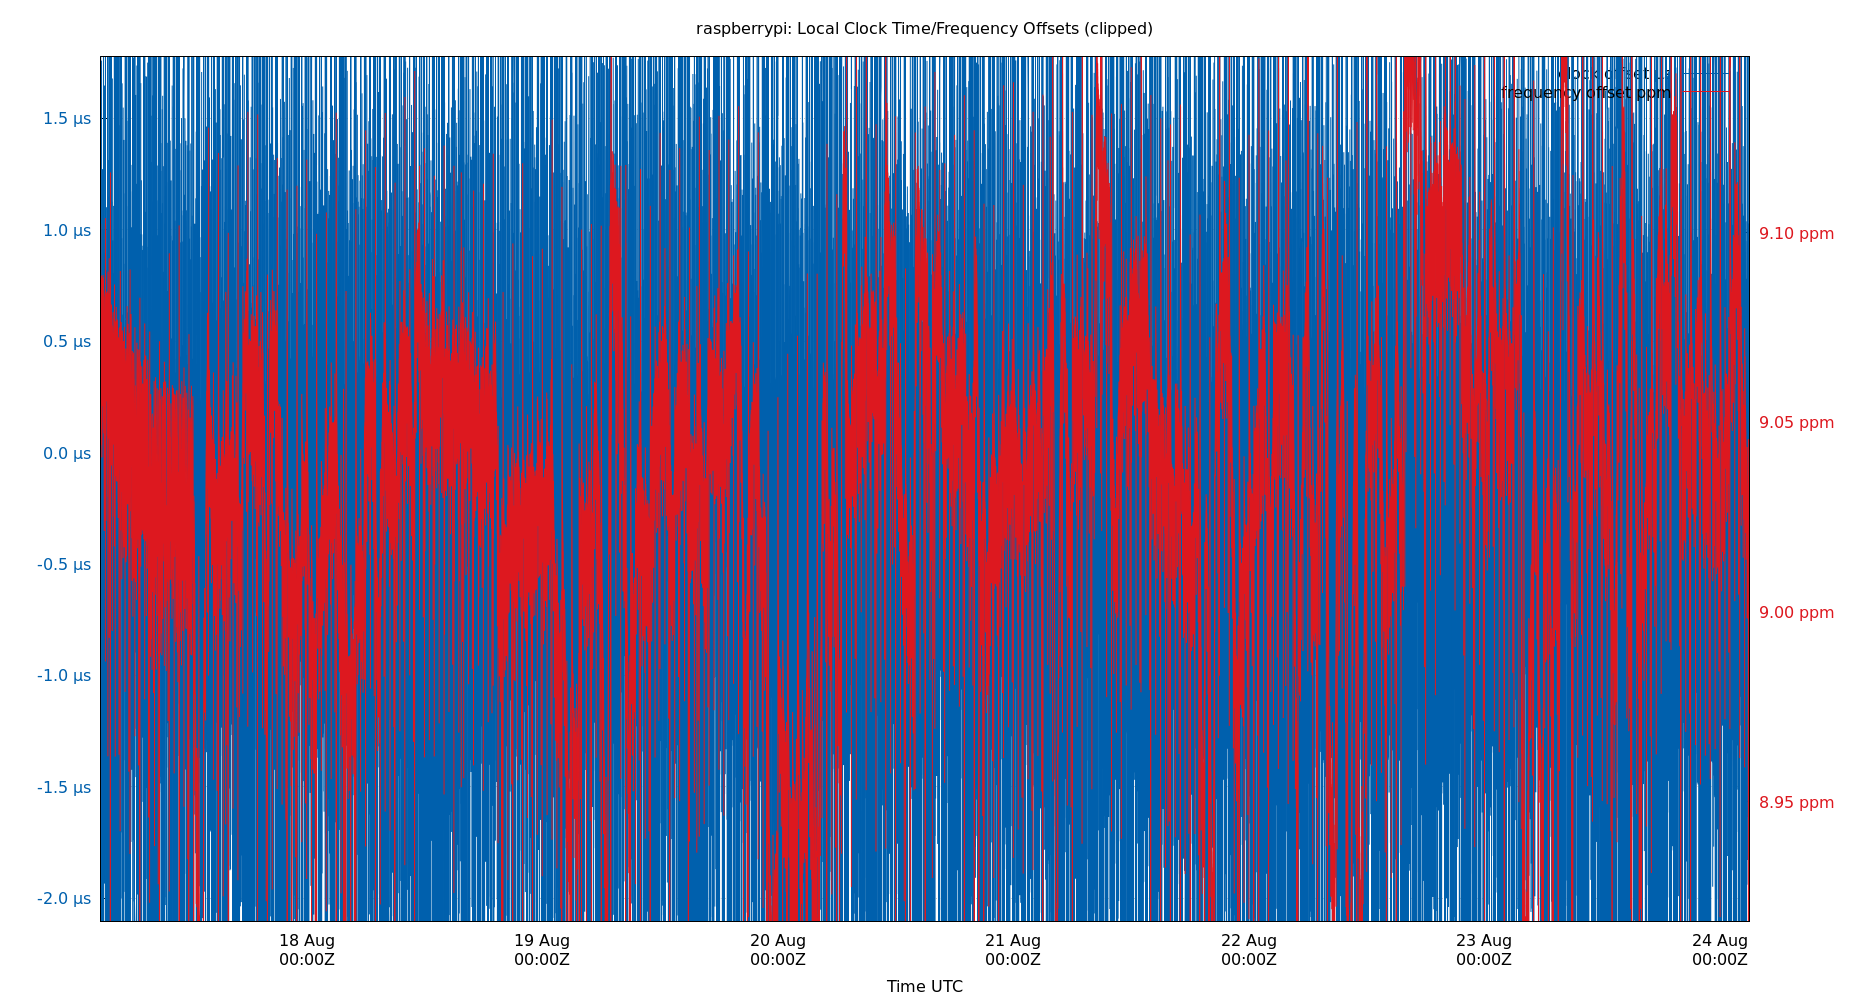 raspberrypi: Local Clock Time/Frequency Offsets (clipped)
clock offset
frequency offset ppm
1.5 μs
1.0 μs
0.5 μs
0.0 μs
-0.5 μs
-1.0 μs
-1.5 μs
-2.0 μs
9.10 ppm
9.05 ppm
9.00 ppm
8.95 ppm
18 Aug
00:00Z
19 Aug
00:00Z
20 Aug
00:00Z
21 Aug
00:00Z
22 Aug
00:00Z
23 Aug
00:00Z
24 Aug
00:00Z
Time UTC